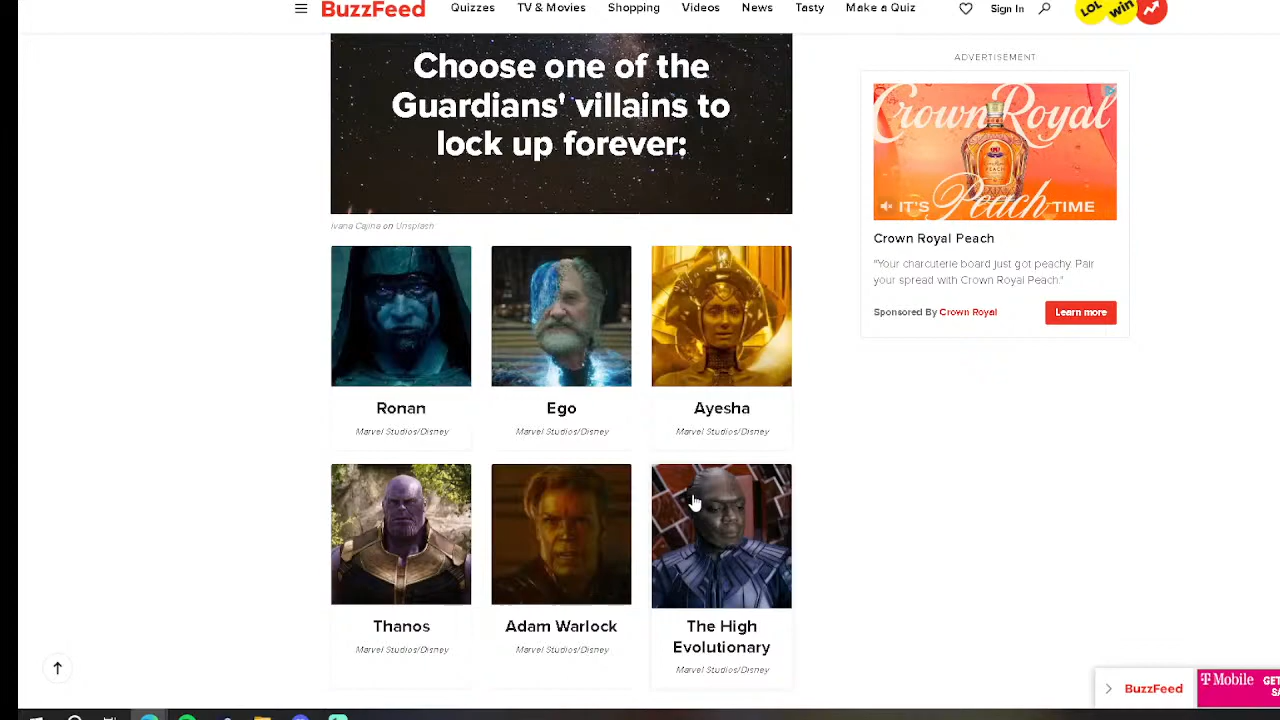 BuzzFeed
Quizzes TV & Movies Shopping Videos News Tasty Make a Quiz Sign In LOL win
Choose one of the
Guardians' villains to
lock up forever:
Ivana Cajina on Unsplash
Ronan
Marvel Studios/Disney
Ego
Marvel Studios/Disney
Ayesha
Marvel Studios/Disney
Thanos
Marvel Studios/Disney
Adam Warlock
Marvel Studios/Disney
The High
Evolutionary
Marvel Studios/Disney
ADVERTISEMENT
Crown Royal
IT'S Peach TIME
Crown Royal Peach
"Your charcuterie board just got peachy. Pair
your spread with Crown Royal Peach."
Sponsored By Crown Royal
Learn more
BuzzFeed
T Mobile
GET